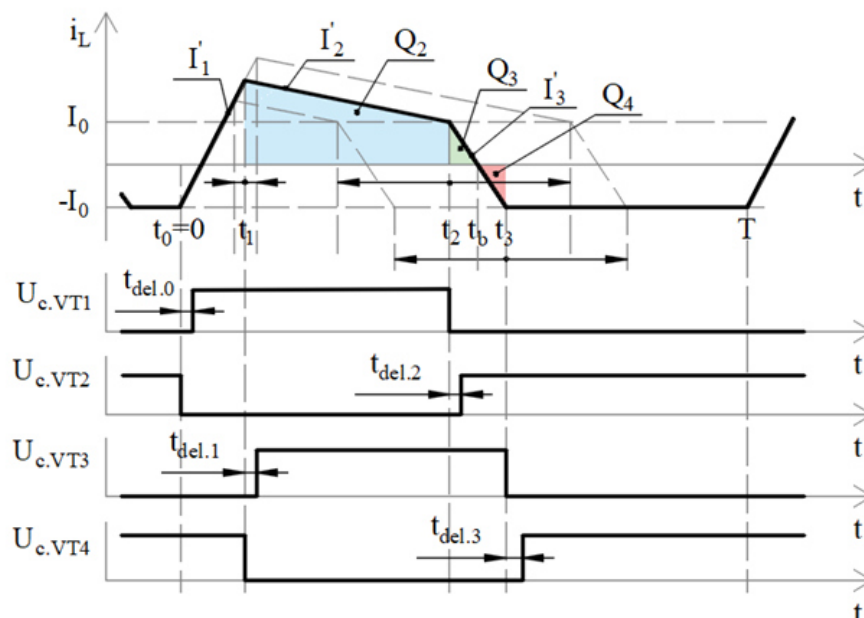 i_L
I'_1
I'_2
Q_2
Q_3
I'_3
Q_4
I_0
-I_0
t
t_0=0
t_1
t_2
t_b
t_3
T
t_del.0
U_c.VT1
t
t_del.2
U_c.VT2
t
t_del.1
U_c.VT3
t
t_del.3
U_c.VT4
t